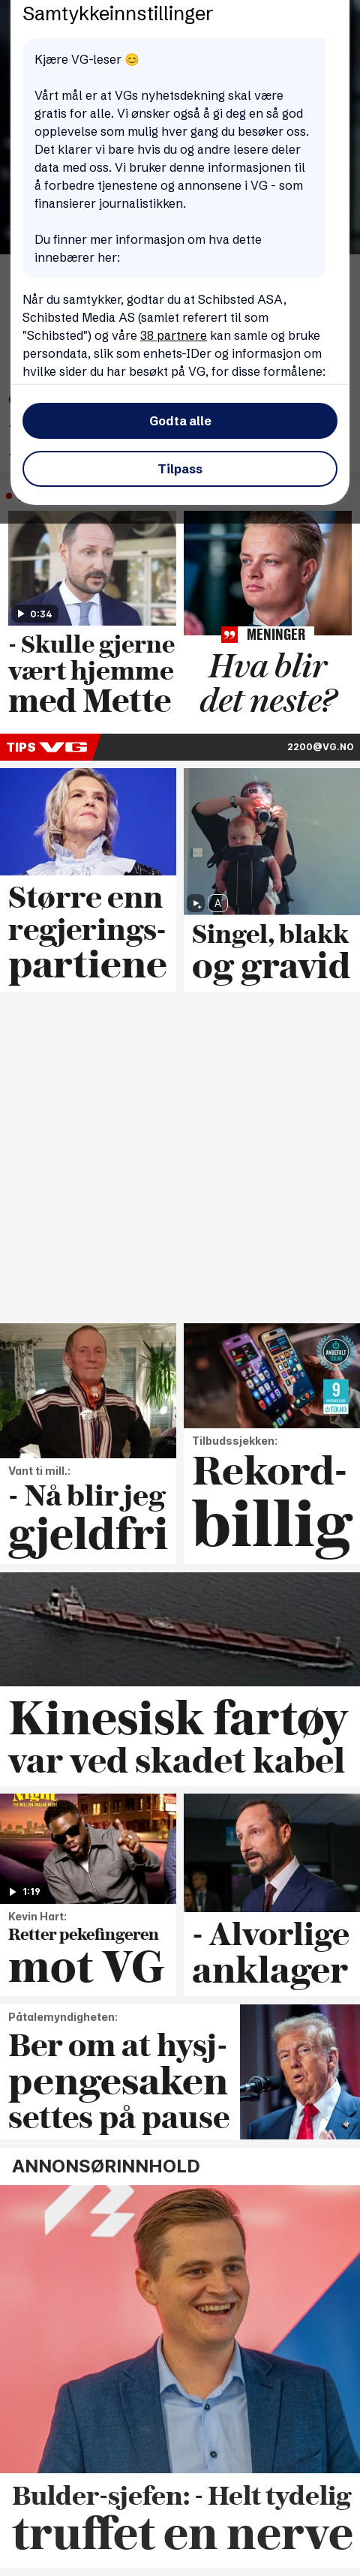 Samtykkeinnstillinger
Kjære VG-leser 😊
Vårt mål er at VGs nyhetsdekning skal være
gratis for alle. Vi ønsker også å gi deg en så god
opplevelse som mulig hver gang du besøker oss.
Det klarer vi bare hvis du og andre lesere deler
data med oss. Vi bruker denne informasjonen til
å forbedre tjenestene og annonsene i VG - som
finansierer journalistikken.
Du finner mer informasjon om hva dette
innebærer her:
Når du samtykker, godtar du at Schibsted ASA,
Schibsted Media AS (samlet referert til som
"Schibsted") og våre 38 partnere kan samle og bruke
persondata, slik som enhets-IDer og informasjon om
hvilke sider du har besøkt på VG, for disse formålene:
Godta alle
Tilpass
0:34
- Skulle gjerne
vært hjemme
med Mette
MENINGER
Hva blir
det neste?
TIPS VG
2200@VG.NO
Større enn
regjerings-
partiene
A
Singel, blakk
og gravid
Vant ti mill.:
- Nå blir jeg
gjeldfri
ANBEFALT
9
TEK.NO
Tilbudssjekken:
Rekord-
billig
Kinesisk fartøy
var ved skadet kabel
Night
1:19
Kevin Hart:
Retter pekefingeren
mot VG
- Alvorlige
anklager
Påtalemyndigheten:
Ber om at hysj-
pengesaken
settes på pause
ANNONSØRINNHOLD
Bulder-sjefen: - Helt tydelig
truffet en nerve